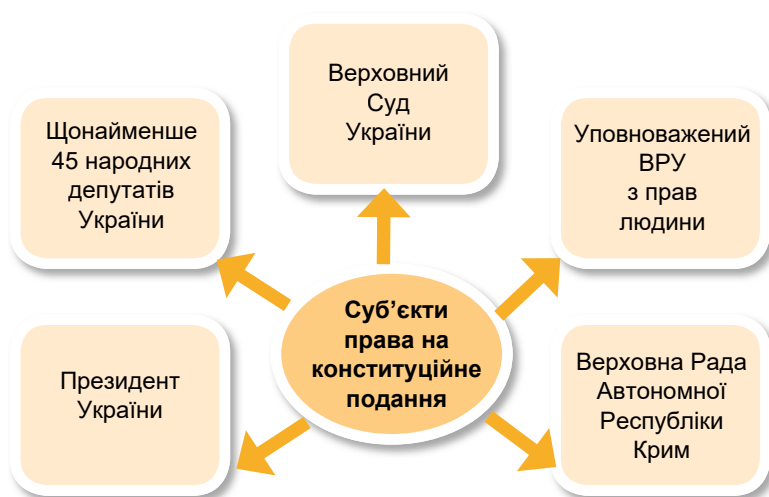 Верховний
Суд
України
Щонайменше
45 народних
депутатів
України
Уповноважений
ВРУ
з прав
людини
Суб’єкти
права на
конституційне
подання
Президент
України
Верховна Рада
Автономної
Республіки
Крим